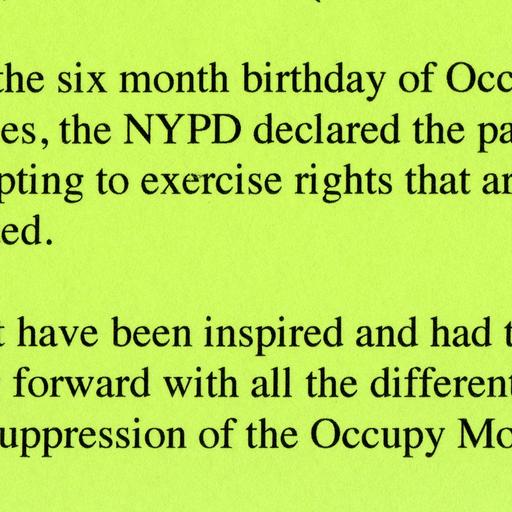 the six month birthday of Occ
es, the NYPD declared the pa
pting to exercise rights that ar
ed.
t have been inspired and had t
forward with all the different
uppression of the Occupy Mo